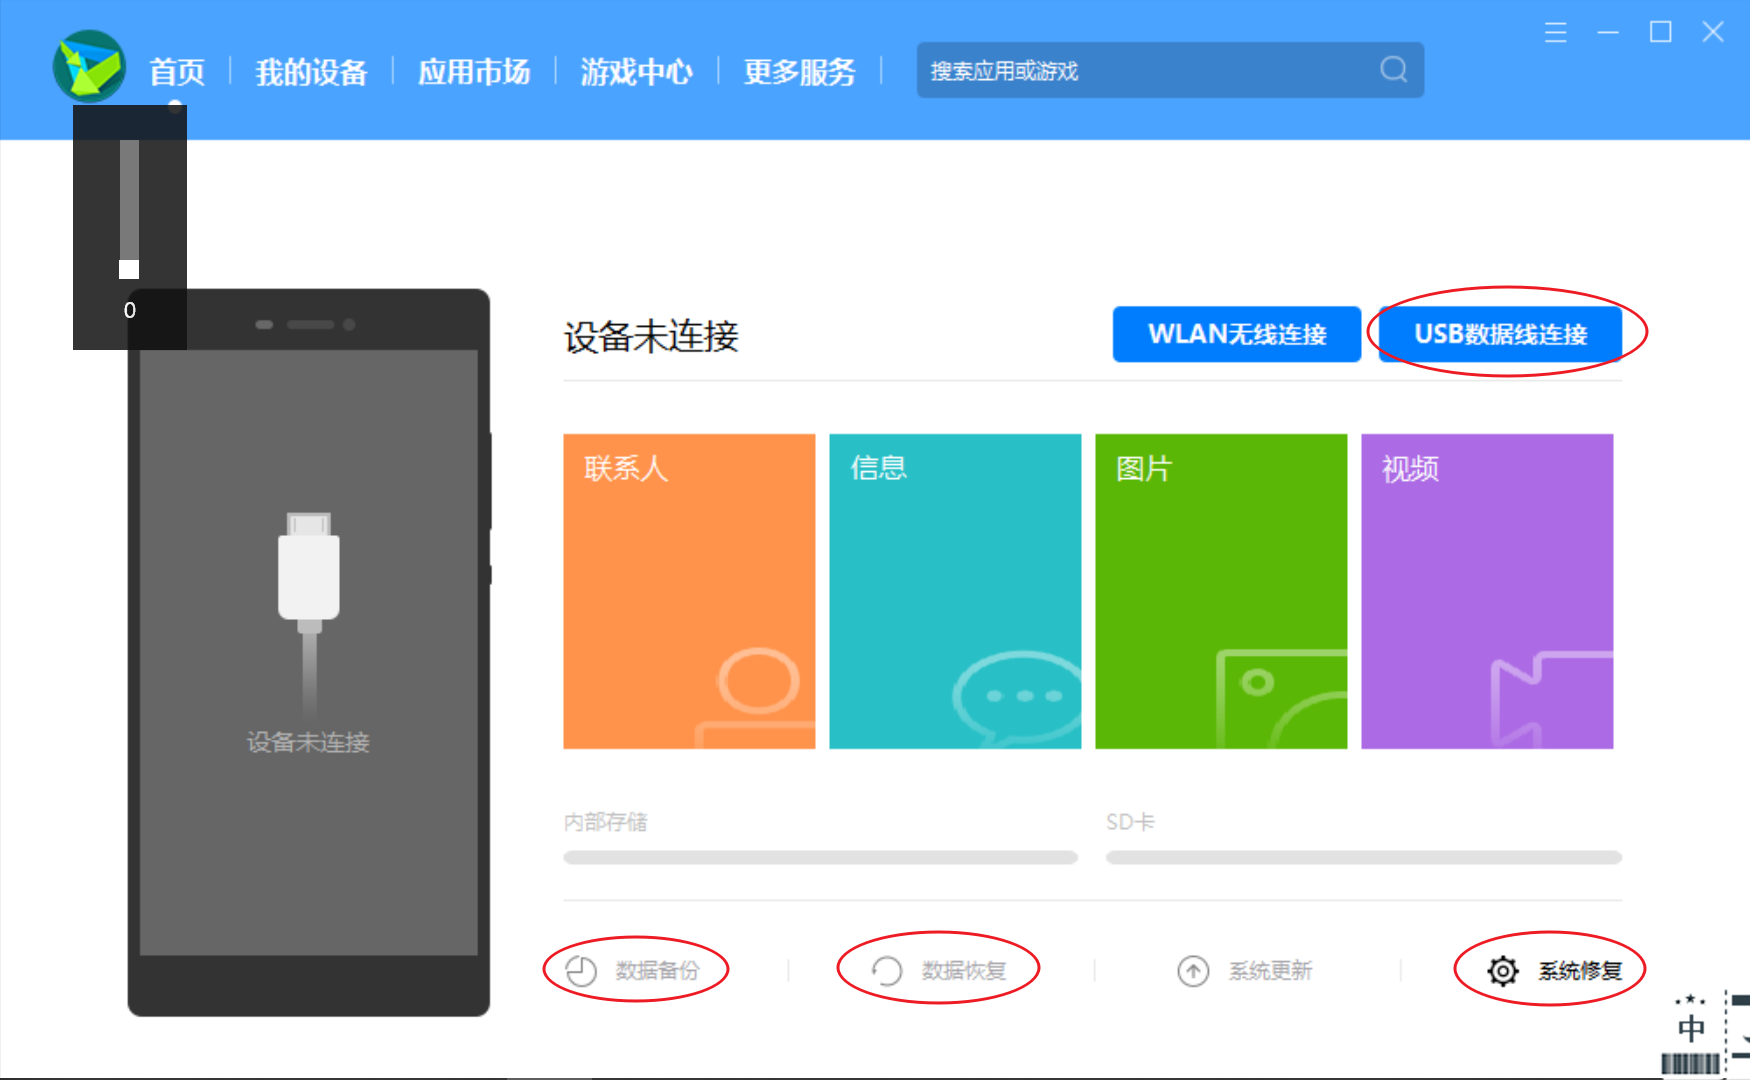 首页 我的设备 应用市场 游戏中心 更多服务 搜索应用或游戏
0
设备未连接 WLAN无线连接 USB数据线连接
联系人 信息 图片 视频
设备未连接
内部存储 SD卡
数据备份 数据恢复 系统更新 系统修复
中